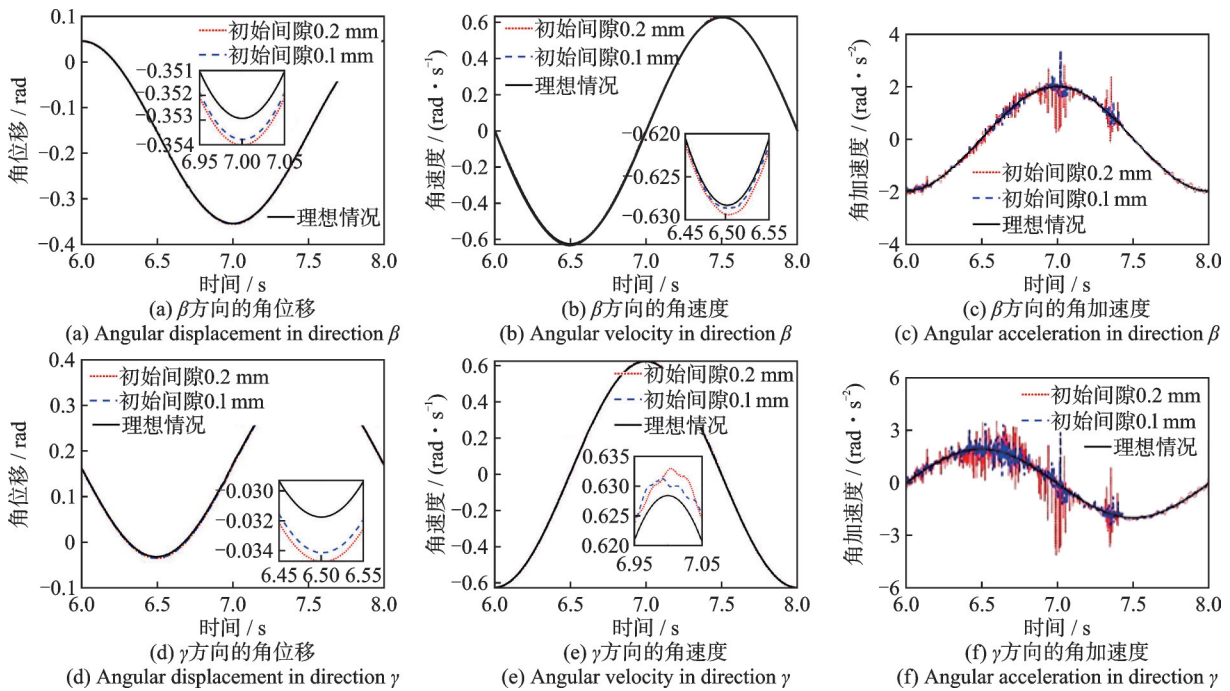 0.1
0
−0.1
−0.2
−0.3
−0.4
角位移 / rad
初始间隙0.2 mm
初始间隙0.1 mm
−0.351
−0.352
−0.353
−0.354
6.95 7.00 7.05
理想情况
6.0 6.5 7.0 7.5 8.0
时间 / s
(a) β方向的角位移
(a) Angular displacement in direction β
0.6
0.4
0.2
0
−0.2
−0.4
−0.6
角速度 / (rad·s⁻¹)
初始间隙0.2 mm
初始间隙0.1 mm
理想情况
−0.620
−0.625
−0.630
6.45 6.50 6.55
6.0 6.5 7.0 7.5 8.0
时间 / s
(b) β方向的角速度
(b) Angular velocity in direction β
4
2
0
−2
−4
角加速度 / (rad·s⁻²)
初始间隙0.2 mm
初始间隙0.1 mm
理想情况
6.0 6.5 7.0 7.5 8.0
时间 / s
(c) β方向的角加速度
(c) Angular acceleration in direction β
0.4
0.3
0.2
0.1
0
−0.1
角位移 / rad
初始间隙0.2 mm
初始间隙0.1 mm
理想情况
−0.030
−0.032
−0.034
6.45 6.50 6.55
6.0 6.5 7.0 7.5 8.0
时间 / s
(d) γ方向的角位移
(d) Angular displacement in direction γ
0.6
0.4
0.2
0
−0.2
−0.4
−0.6
角速度 / (rad·s⁻¹)
初始间隙0.2 mm
初始间隙0.1 mm
理想情况
0.635
0.630
0.625
0.620
6.95 7.05
6.0 6.5 7.0 7.5 8.0
时间 / s
(e) γ方向的角速度
(e) Angular velocity in direction γ
6
3
0
−3
−6
角加速度 / (rad·s⁻²)
初始间隙0.2 mm
初始间隙0.1 mm
理想情况
6.0 6.5 7.0 7.5 8.0
时间 / s
(f) γ方向的角加速度
(f) Angular acceleration in direction γ